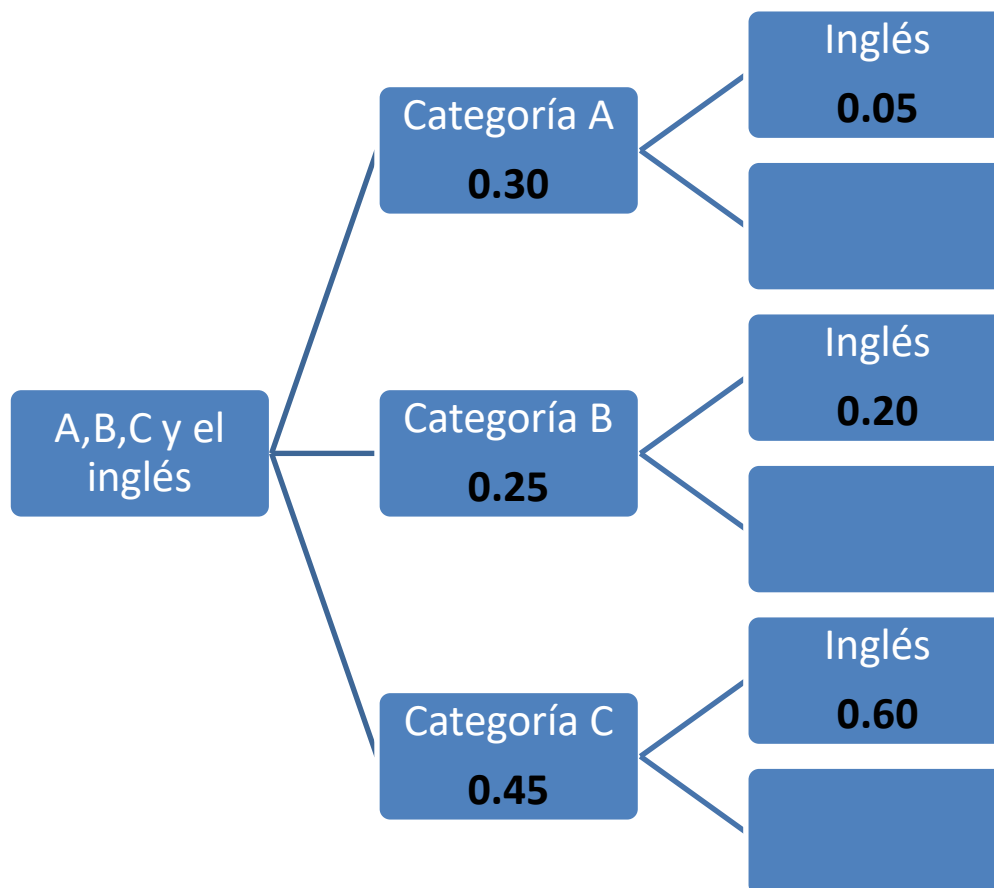 A,B,C y el
inglés
Categoría A
0.30
Inglés
0.05
Categoría B
0.25
Inglés
0.20
Categoría C
0.45
Inglés
0.60